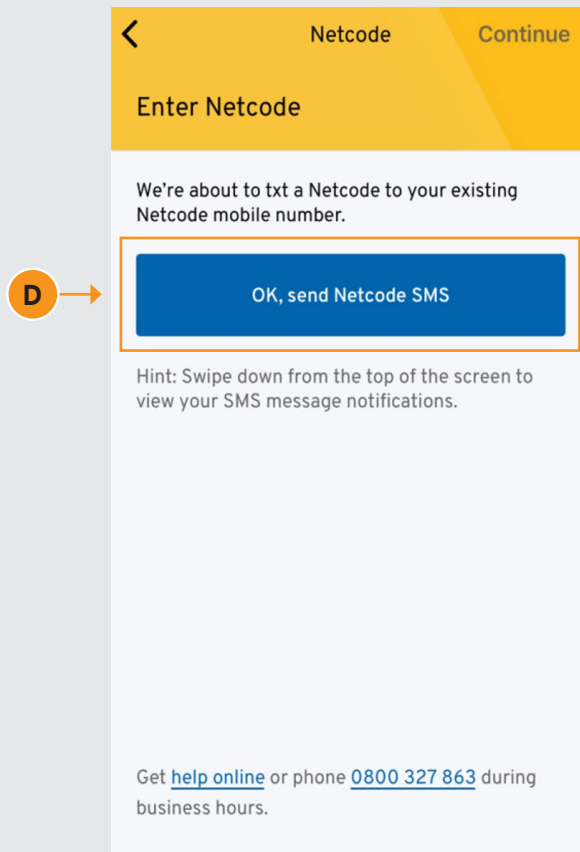 Netcode Continue
Enter Netcode
We're about to txt a Netcode to your existing
Netcode mobile number.
D
OK, send Netcode SMS
Hint: Swipe down from the top of the screen to
view your SMS message notifications.
Get help online or phone 0800 327 863 during
business hours.